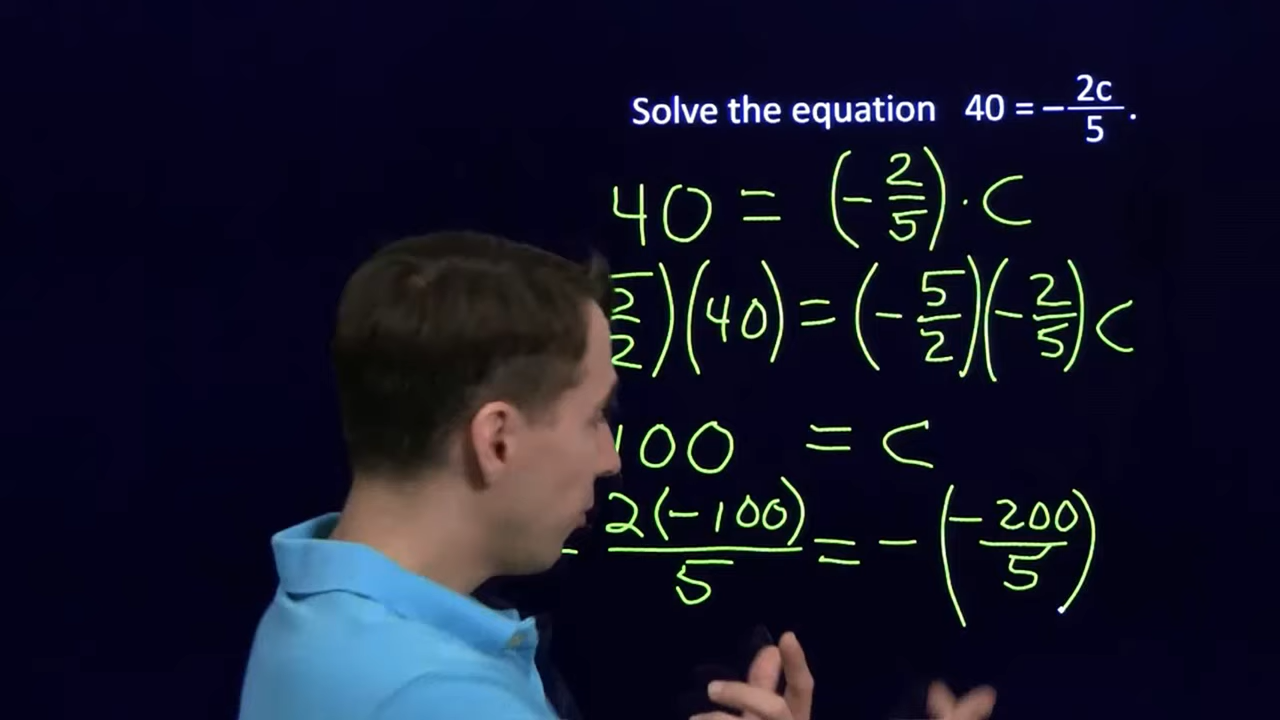 Solve the equation 40 = -2c/5.
40 = (-2/5) · C
5/2)(40) = (-5/2)(-2/5)C
100 = C
- 2(-100)/5 = - (-200/5)